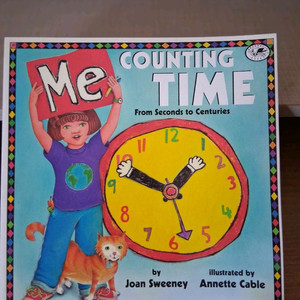 Me
COUNTING
TIME
From Seconds to Centuries
12
1
2
3
4
5
6
7
8
9
10
11
by
Joan Sweeney
illustrated by
Annette Cable